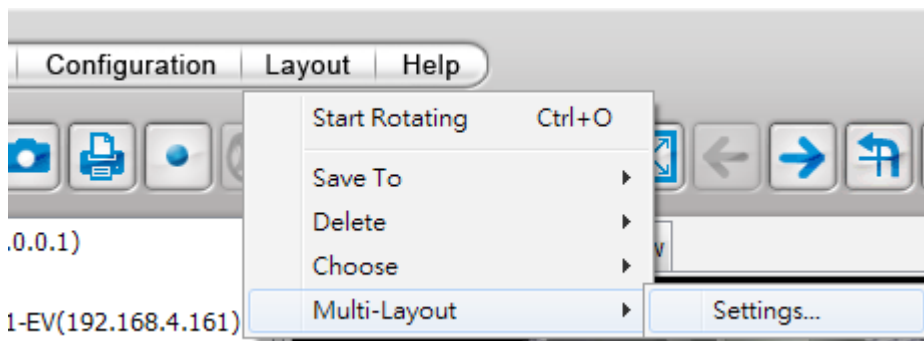 Configuration Layout Help
Start Rotating Ctrl+O
Save To
.0.0.1)
Delete
Choose
1-EV(192.168.4.161)
Multi-Layout Settings...